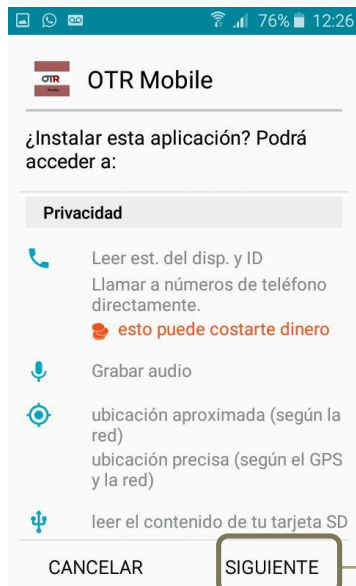 76% 12:26
OTR
OTR Mobile
¿Instalar esta aplicación? Podrá
acceder a:
Privacidad
Leer est. del disp. y ID
Llamar a números de teléfono
directamente.
esto puede costarte dinero
Grabar audio
ubicación aproximada (según la
red)
ubicación precisa (según el GPS
y la red)
leer el contenido de tu tarjeta SD
CANCELAR SIGUIENTE